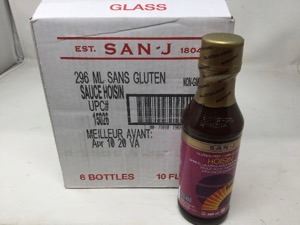 GLASS
EST. SAN-J 1804
296 ML SANS GLUTEN
NON-GM
SAUCE HOISIN
UPC#
15026
MEILLEUR AVANT:
Apr 10 20 VA
6 BOTTLES 10 FL
SAN-J
HOISIN